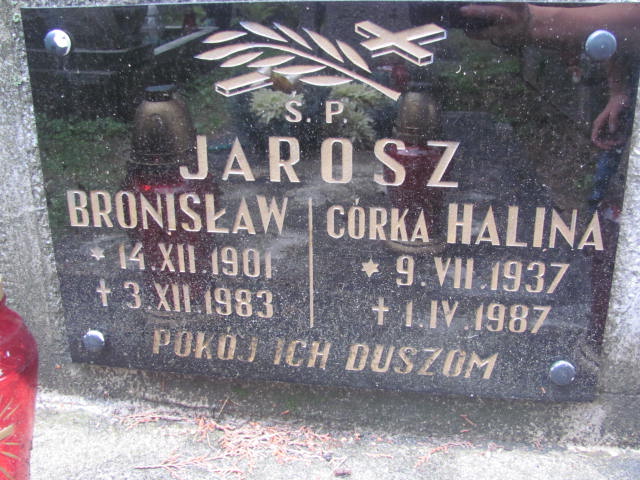 Ś. P.
JAROSZ
BRONISŁAW
* 14.XII.1901
† 3.XII.1983
CÓRKA HALINA
* 9.VII.1937
† 1.IV.1987
POKÓJ ICH DUSZOM